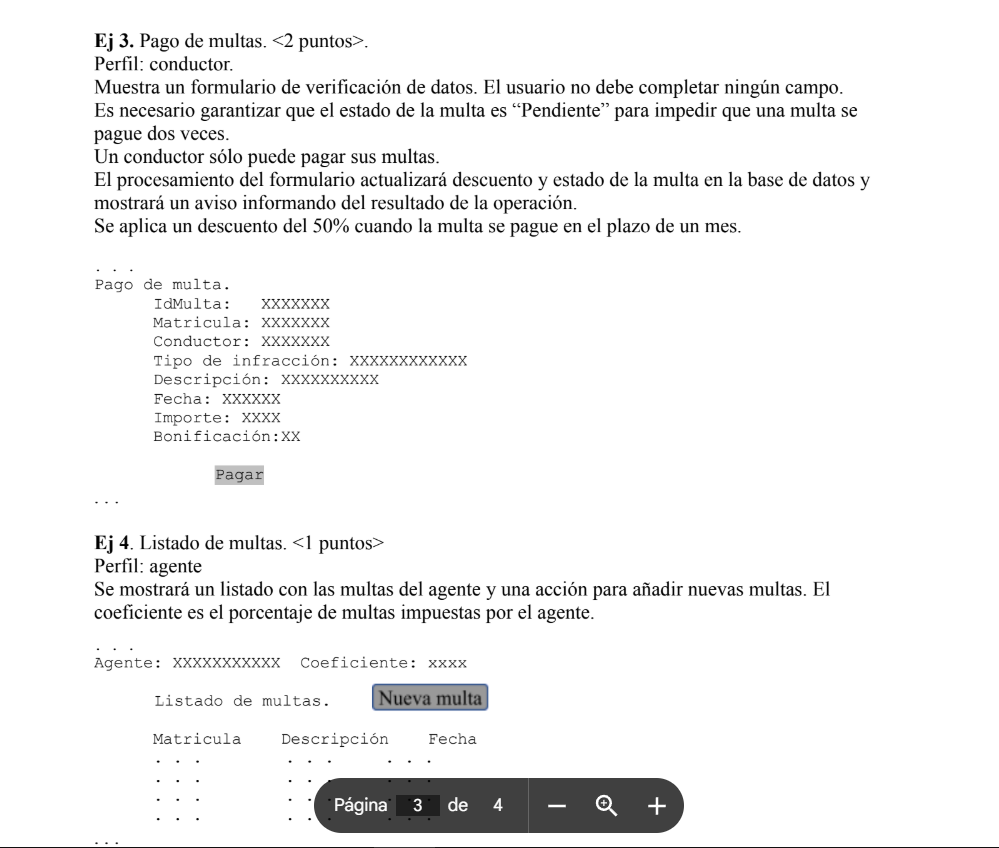 Ej 3. Pago de multas. <2 puntos>.
Perfil: conductor.
Muestra un formulario de verificación de datos. El usuario no debe completar ningún campo.
Es necesario garantizar que el estado de la multa es “Pendiente” para impedir que una multa se
pague dos veces.
Un conductor sólo puede pagar sus multas.
El procesamiento del formulario actualizará descuento y estado de la multa en la base de datos y
mostrará un aviso informando del resultado de la operación.
Se aplica un descuento del 50% cuando la multa se pague en el plazo de un mes.
. . .
Pago de multa.
IdMulta: XXXXXXX
Matricula: XXXXXXX
Conductor: XXXXXXX
Tipo de infracción: XXXXXXXXXXXX
Descripción: XXXXXXXXXX
Fecha: XXXXXX
Importe: XXXX
Bonificación:XX
Pagar
...
Ej 4. Listado de multas. <1 puntos>
Perfil: agente
Se mostrará un listado con las multas del agente y una acción para añadir nuevas multas. El
coeficiente es el porcentaje de multas impuestas por el agente.
. . .
Agente: XXXXXXXXXXX Coeficiente: xxxx
Listado de multas. Nueva multa
Matricula Descripción Fecha
. . . . . . . . .
. . . . . . . . .
. . . . . . . . .
. . . . . . . . .
Página 3 de 4
...